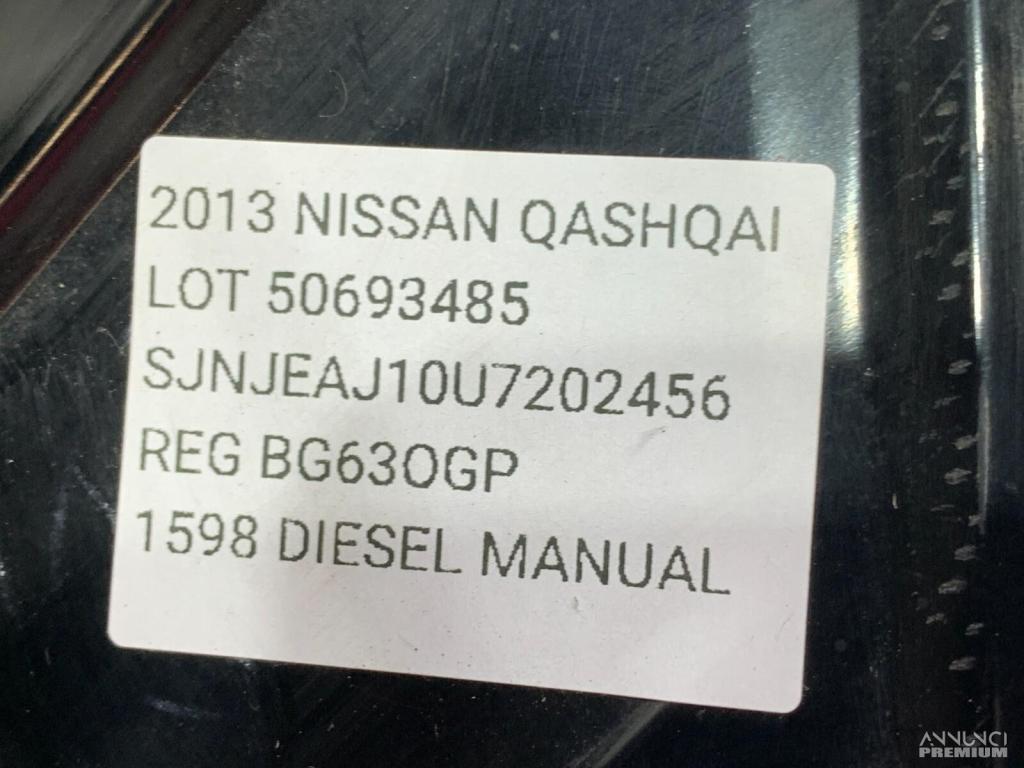 2013 NISSAN QASHQAI
LOT 50693485
SJNJEAJ10U7202456
REG BG63OGP
1598 DIESEL MANUAL
ANNUNCI
PREMIUM